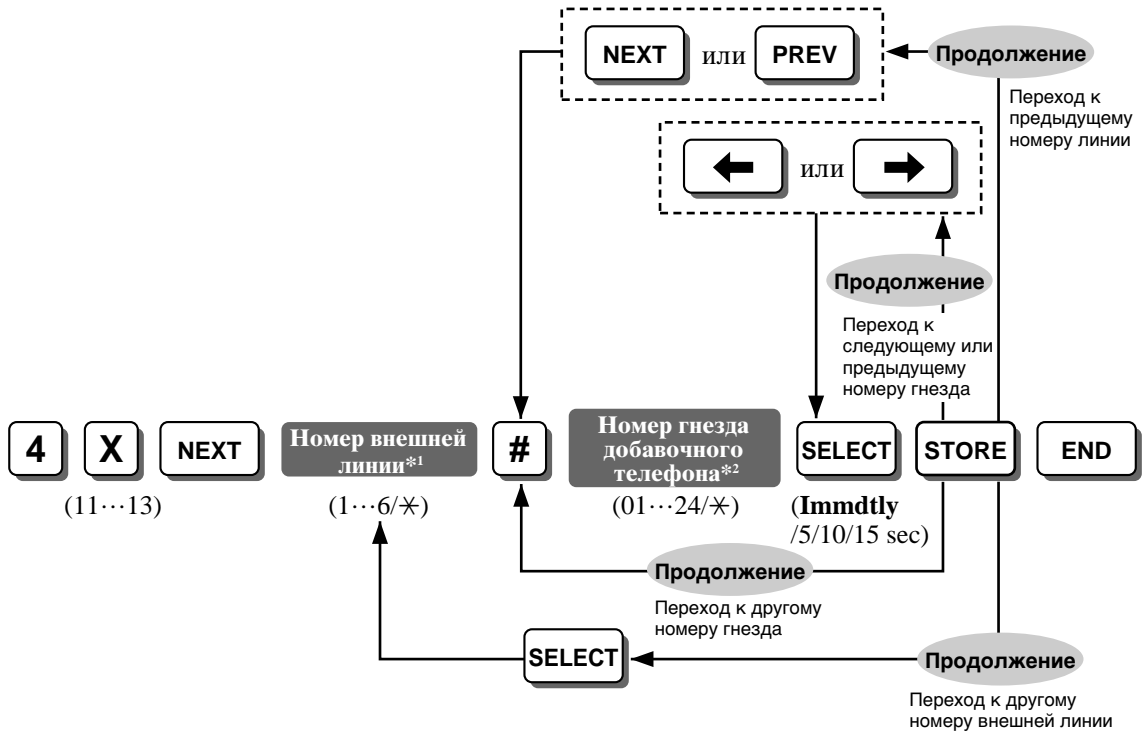 NEXT или PREV
Продолжение
Переход к
предыдущему
номеру линии
← или →
Продолжение
Переход к
следующему или
предыдущему
номеру гнезда
4 X NEXT
Номер внешней
линии*1
#
Номер гнезда
добавочного
телефона*2
SELECT STORE END
(11···13)
(1···6/✳)
(01···24/✳)
(Immdtly
/5/10/15 sec)
Продолжение
Переход к другому
номеру гнезда
SELECT
Продолжение
Переход к другому
номеру внешней линии